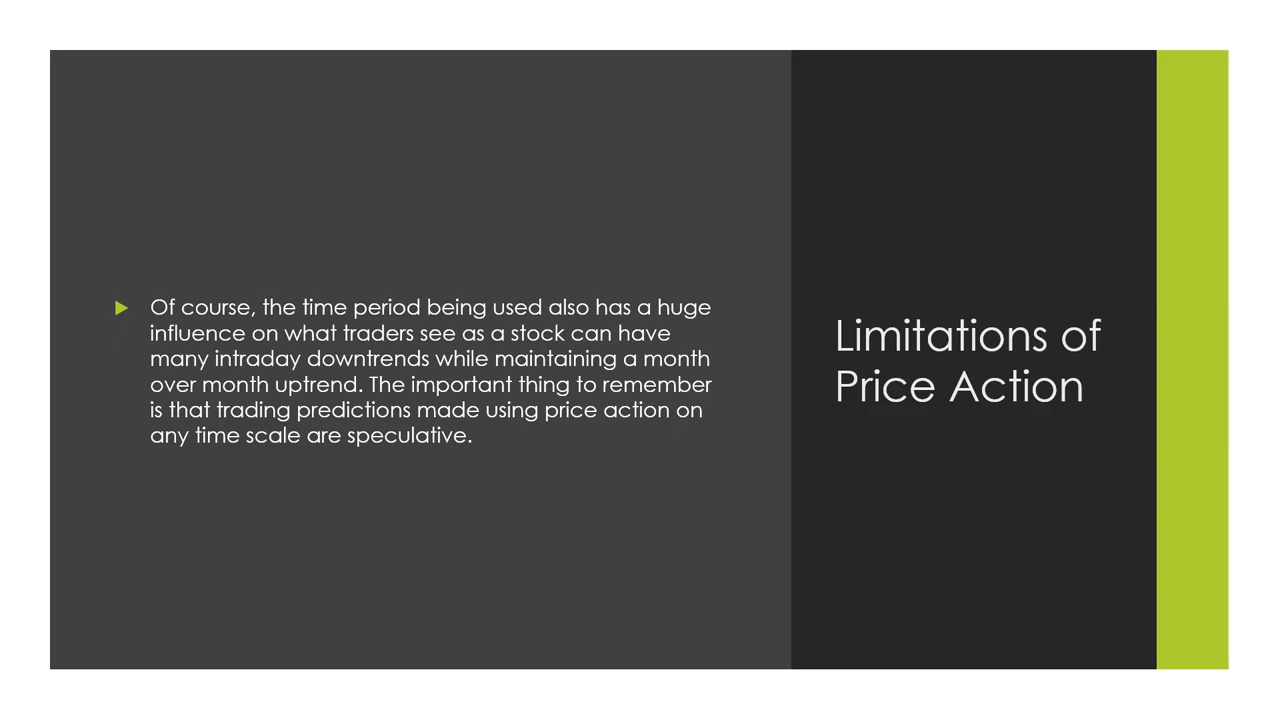 Of course, the time period being used also has a huge
influence on what traders see as a stock can have
many intraday downtrends while maintaining a month
over month uptrend. The important thing to remember
is that trading predictions made using price action on
any time scale are speculative.
Limitations of
Price Action